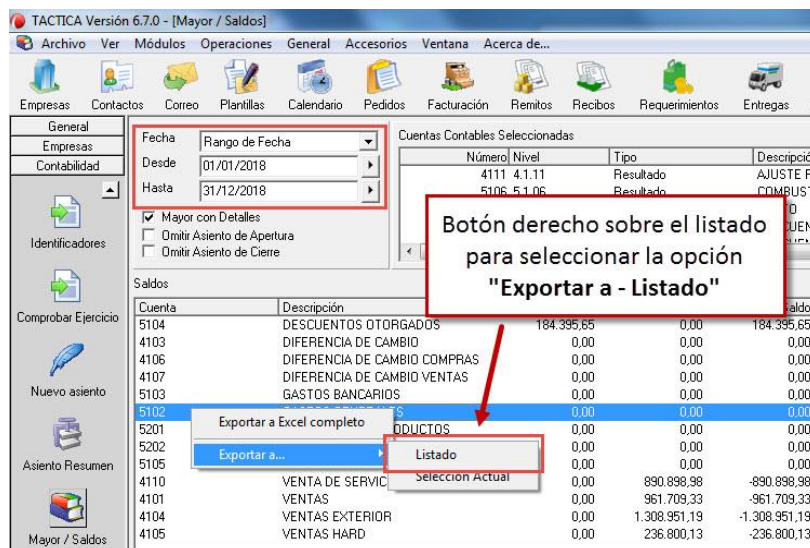 TACTICA Versión 6.7.0 - [Mayor / Saldos]
Archivo Ver Módulos Operaciones General Accesorios Ventana Acerca de...
Empresas Contactos Correo Plantillas Calendario Pedidos Facturación Remitos Recibos Requerimientos Entregas
General
Empresas
Contabilidad
Identificadores
Comprobar Ejercicio
Nuevo asiento
Asiento Resumen
Mayor / Saldos
Fecha Rango de Fecha
Desde 01/01/2018
Hasta 31/12/2018
Mayor con Detalles
Omitir Asiento de Apertura
Omitir Asiento de Cierre
Cuentas Contables Seleccionadas
Número Nivel Tipo Descripció
4111 4.1.11 Resultado AJUSTE
5106 5.1.06 Resultado COMBUST
Botón derecho sobre el listado
para seleccionar la opción
"Exportar a - Listado"
Saldos
Cuenta Descripción Saldo
5104 DESCUENTOS OTORGADOS 184.395,65 0,00 184.395,65
4103 DIFERENCIA DE CAMBIO 0,00 0,00 0,00
4106 DIFERENCIA DE CAMBIO COMPRAS 0,00 0,00 0,00
4107 DIFERENCIA DE CAMBIO VENTAS 0,00 0,00 0,00
5103 GASTOS BANCARIOS 0,00 0,00 0,00
5102 0,00 0,00 0,00
5201 ODUCTOS 0,00 0,00 0,00
5202 0,00 0,00 0,00
5105 0,00 0,00 0,00
4110 VENTA DE SERVIC 0,00 890.898,98 -890.898,98
4101 VENTAS 0,00 961.709,33 -961.709,33
4104 VENTAS EXTERIOR 0,00 1.308.951,19 -1.308.951,19
4105 VENTAS HARD 0,00 236.800,13 -236.800,13
Exportar a Excel completo
Exportar a...
Listado
Selección Actual